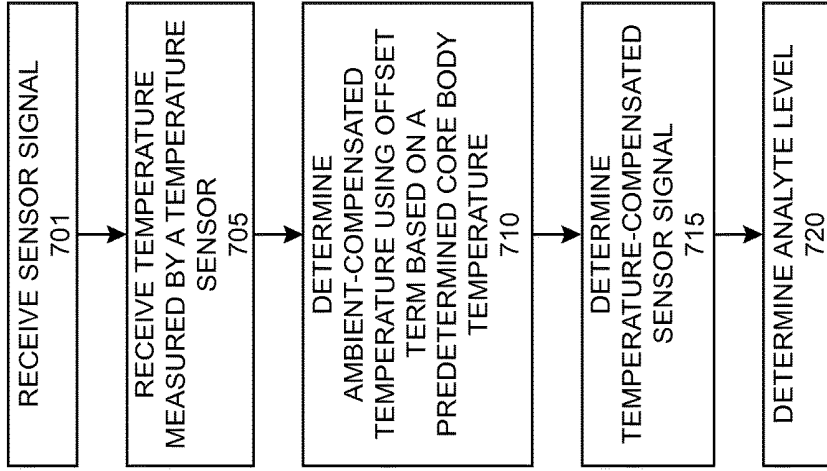 RECEIVE SENSOR SIGNAL
701
RECEIVE TEMPERATURE
MEASURED BY A TEMPERATURE
SENSOR
705
DETERMINE
AMBIENT-COMPENSATED
TEMPERATURE USING OFFSET
TERM BASED ON A
PREDETERMINED CORE BODY
TEMPERATURE
710
DETERMINE
TEMPERATURE-COMPENSATED
SENSOR SIGNAL
715
DETERMINE ANALYTE LEVEL
720